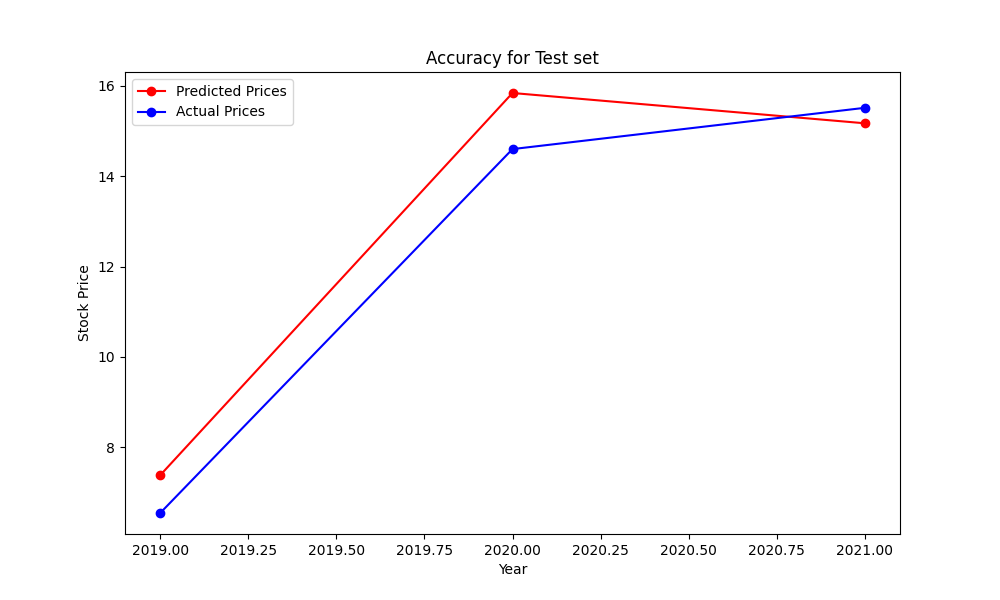 Accuracy for Test set
Predicted Prices
Actual Prices
16
14
12
10
8
Stock Price
2019.00 2019.25 2019.50 2019.75 2020.00 2020.25 2020.50 2020.75 2021.00
Year